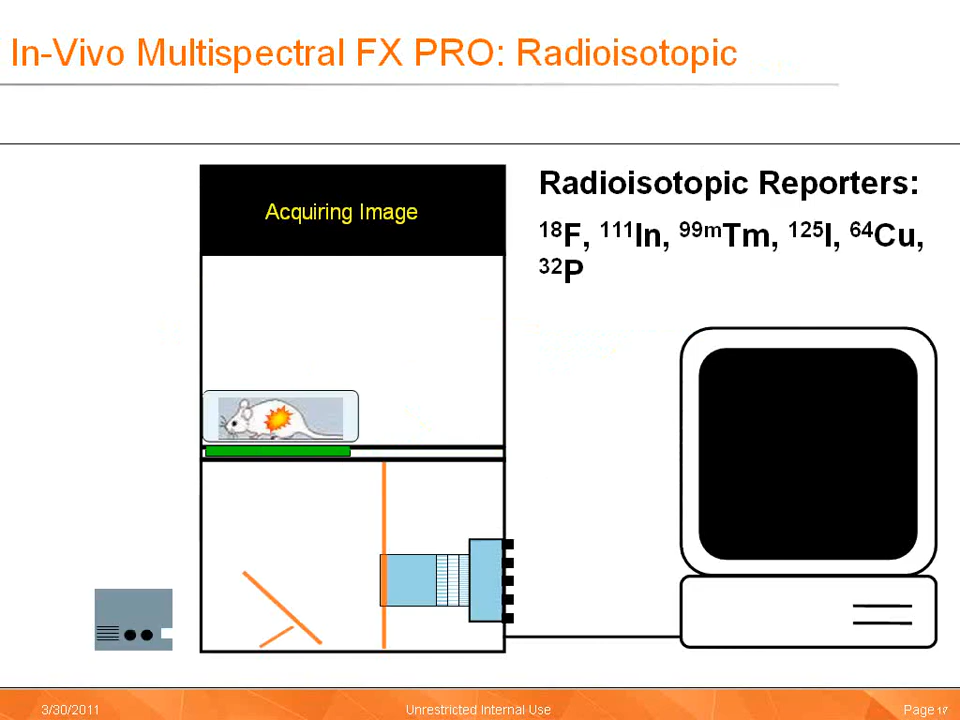 In-Vivo Multispectral FX PRO: Radioisotopic
Acquiring Image
Radioisotopic Reporters:
¹⁸F, ¹¹¹In, ⁹⁹ᵐTm, ¹²⁵I, ⁶⁴Cu,
³²P
3/30/2011
Unrestricted Internal Use
Page 17